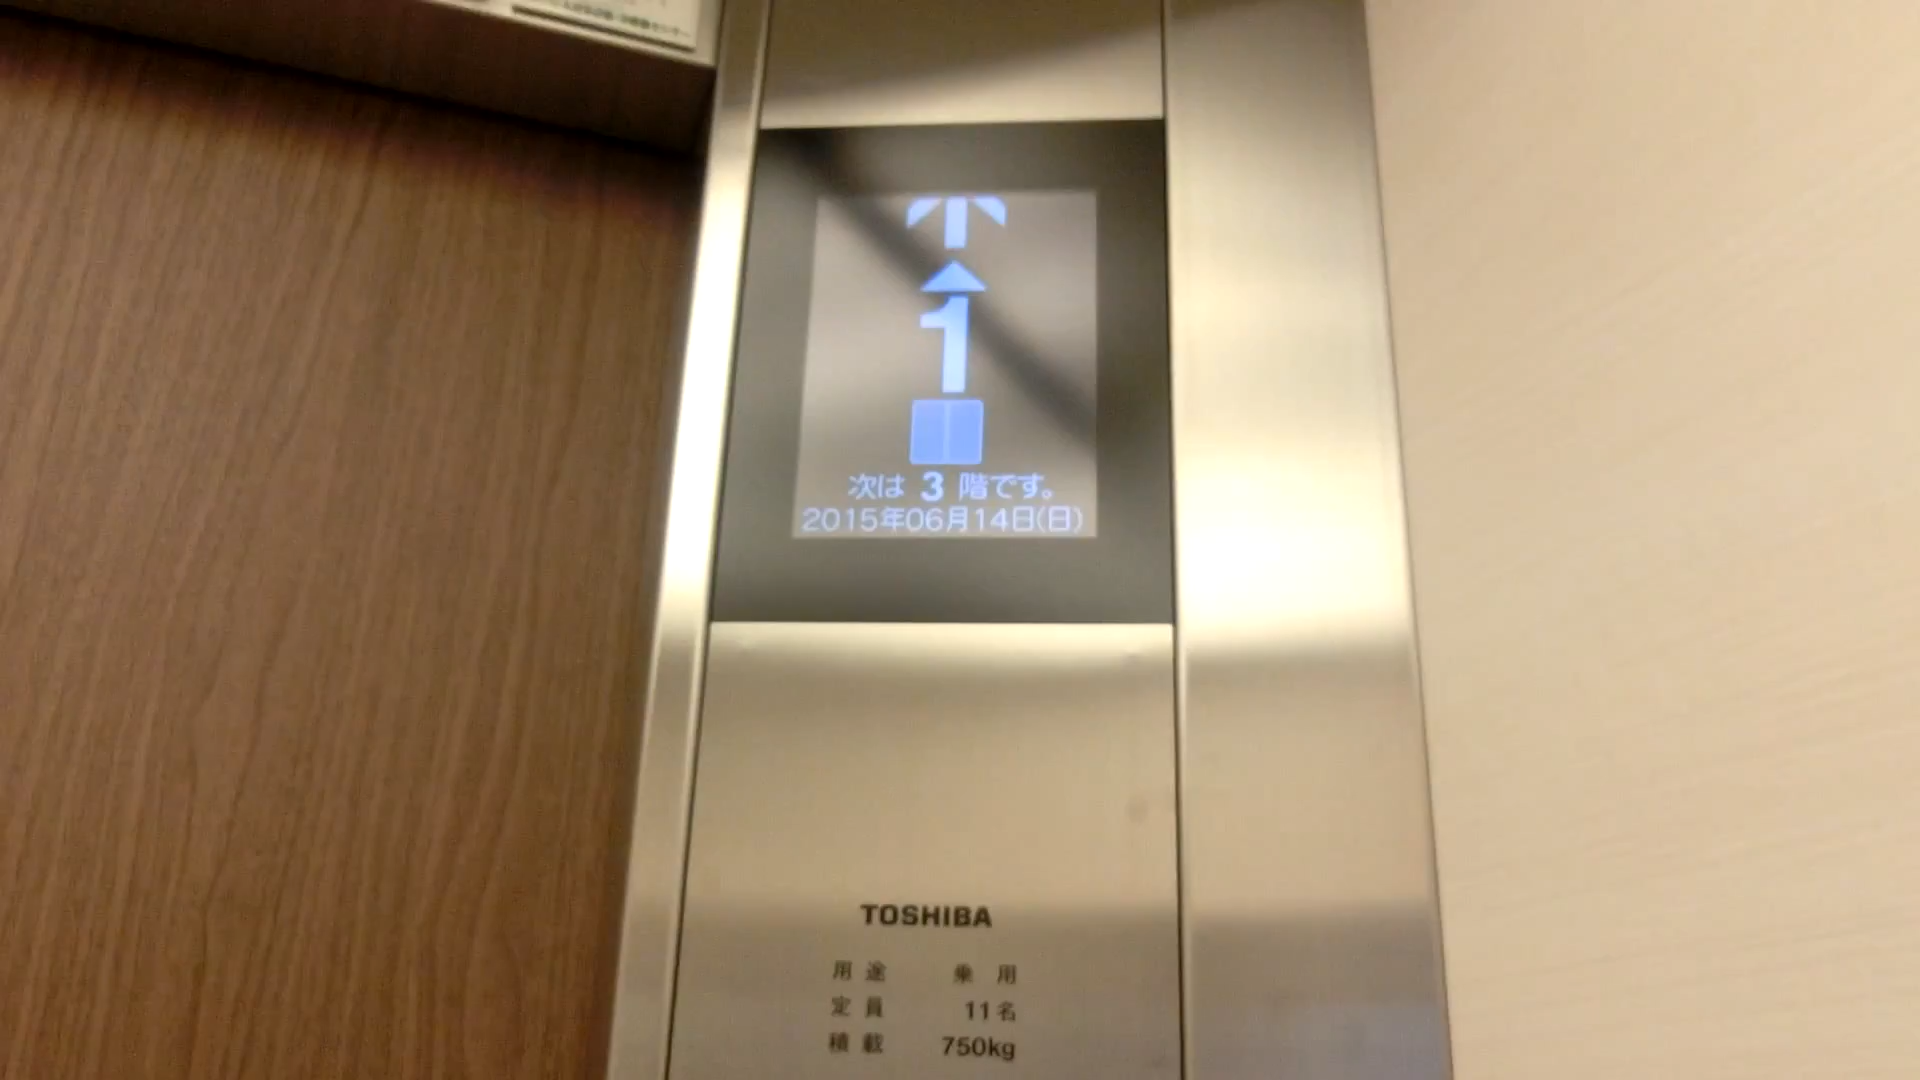 1
次は 3 階です。
2015年06月14日(日)
TOSHIBA
用途 乗用
定員 11名
積載 750kg